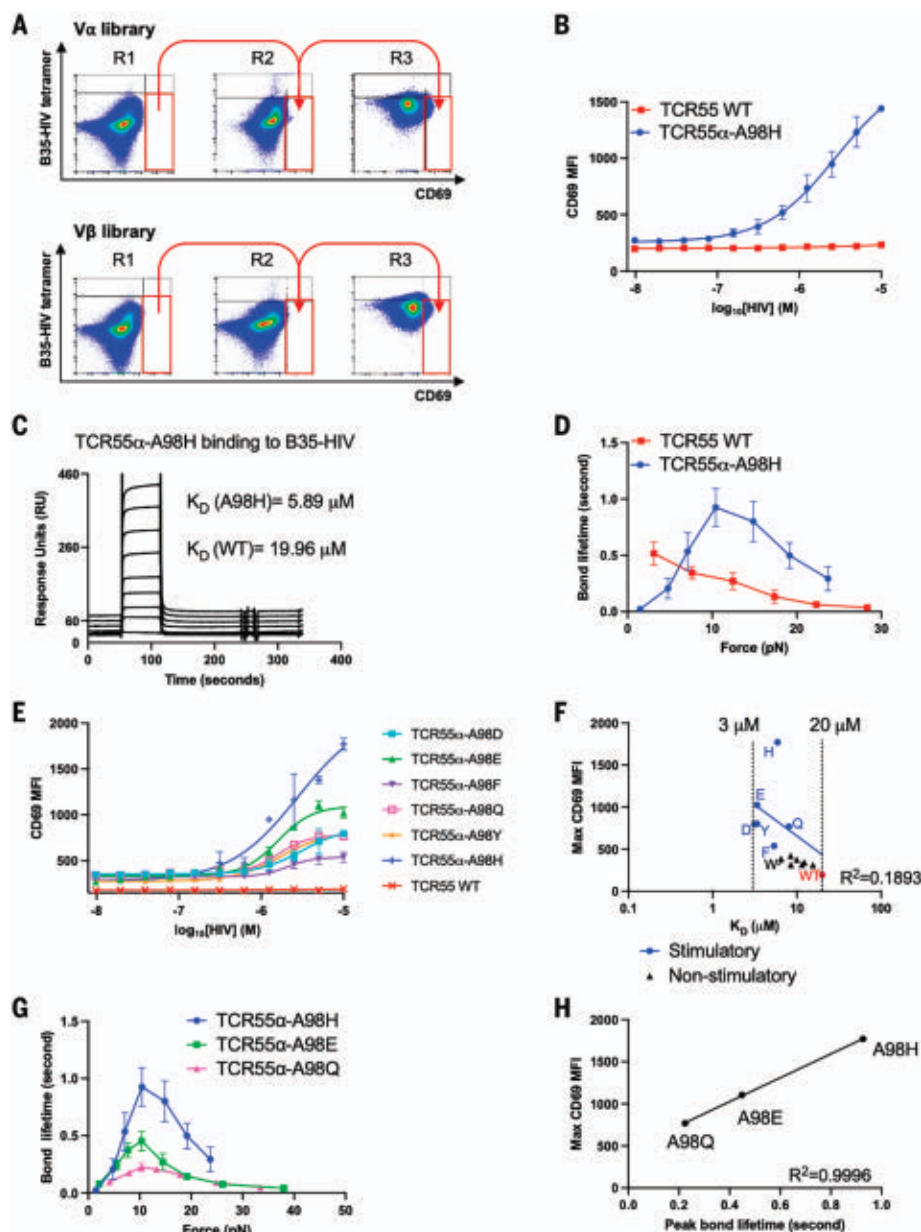 A
Vα library
R1 R2 R3
B35-HIV tetramer
CD69
Vβ library
R1 R2 R3
B35-HIV tetramer
CD69
B
TCR55 WT
TCR55α-A98H
CD69 MFI
1500
1000
500
0
-8 -7 -6 -5
log10[HIV] (M)
C
TCR55α-A98H binding to B35-HIV
Response Units (RU)
460
260
60
0
KD (A98H)= 5.89 μM
KD (WT)= 19.96 μM
0 100 200 300 400
Time (seconds)
D
TCR55 WT
TCR55α-A98H
Bond lifetime (second)
1.5
1.0
0.5
0
0 10 20 30
Force (pN)
E
CD69 MFI
2000
1500
1000
500
-8 -7 -6 -5
log10[HIV] (M)
TCR55α-A98D
TCR55α-A98E
TCR55α-A98F
TCR55α-A98Q
TCR55α-A98Y
TCR55α-A98H
TCR55 WT
F
3 μM 20 μM
Max CD69 MFI
2000
1500
1000
500
0
H
E
D Y Q
F
W
WT
R2=0.1893
0.1 1 10 100
KD (μM)
Stimulatory
Non-stimulatory
G
TCR55α-A98H
TCR55α-A98E
TCR55α-A98Q
Bond lifetime (second)
1.5
1.0
0.5
0.0
0 10 20 30 40 50
Force (pN)
H
Max CD69 MFI
2000
1500
1000
500
0
A98H
A98E
A98Q
R2=0.9996
0.0 0.2 0.4 0.6 0.8 1.0
Peak bond lifetime (second)